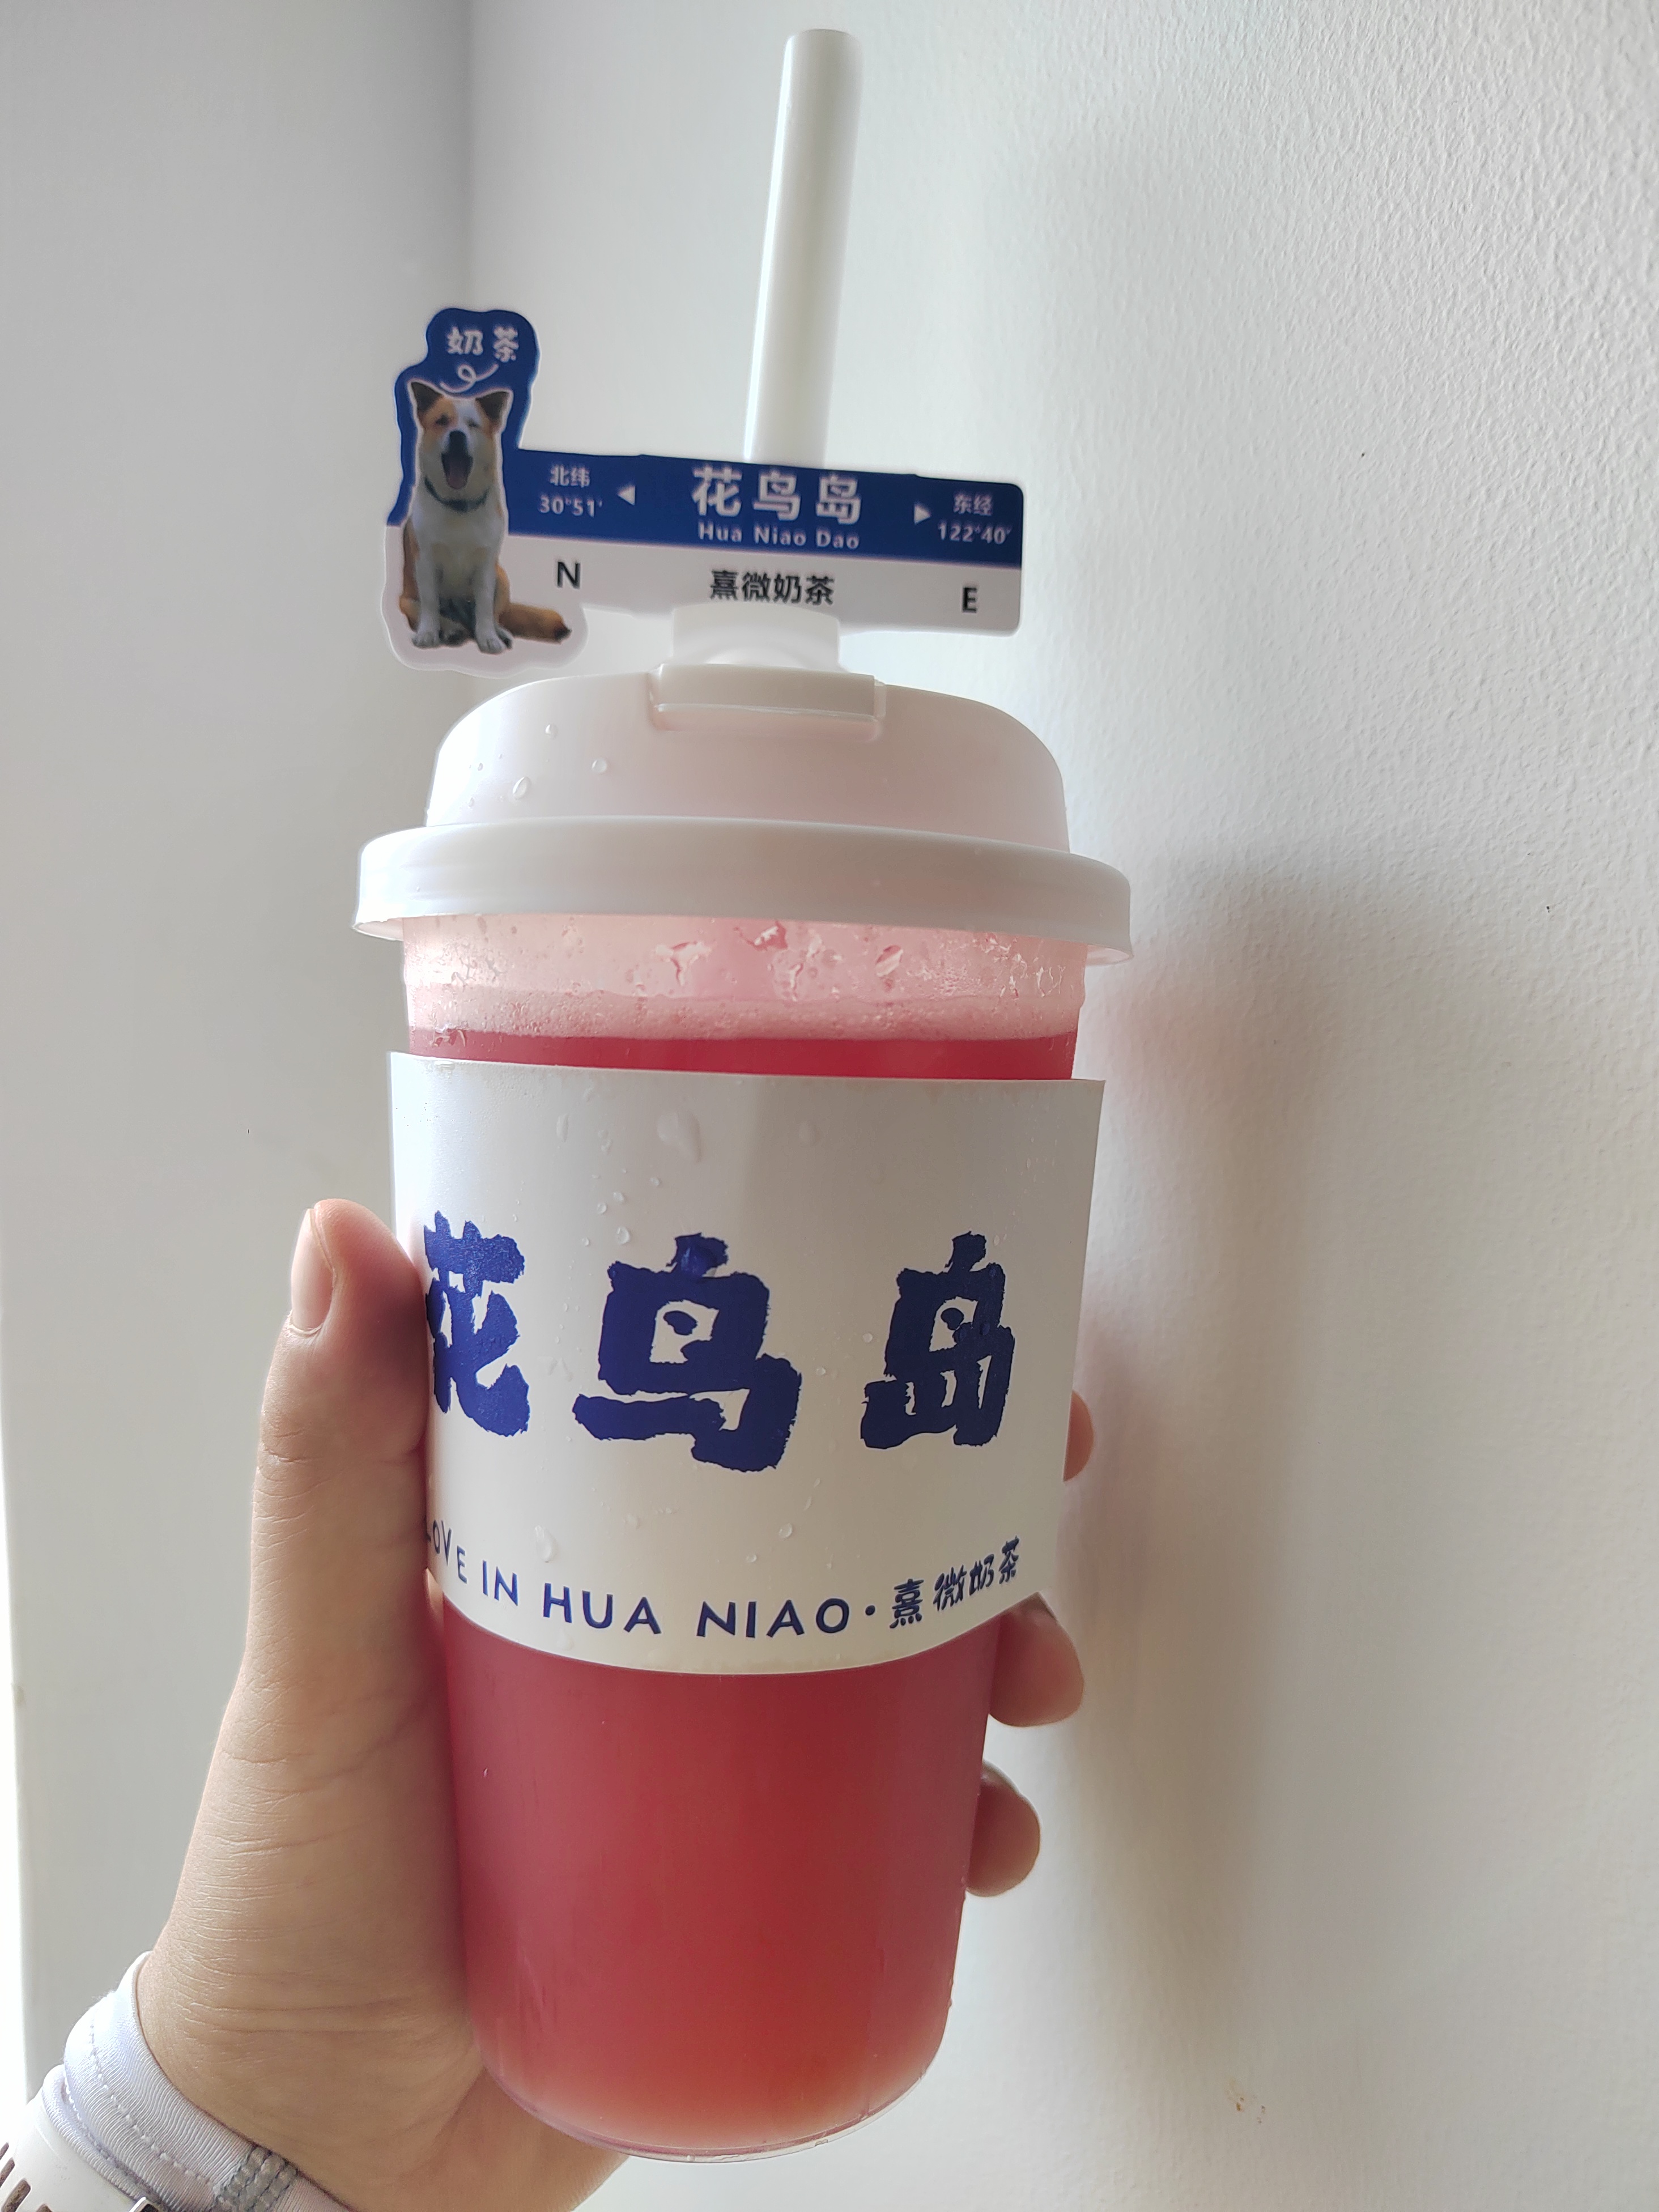 奶茶
北纬 花鸟岛 东经
30°51' Hua Niao Dao 122°40'
N 熹微奶茶 E
花鸟岛
LOVE IN HUA NIAO·熹微奶茶